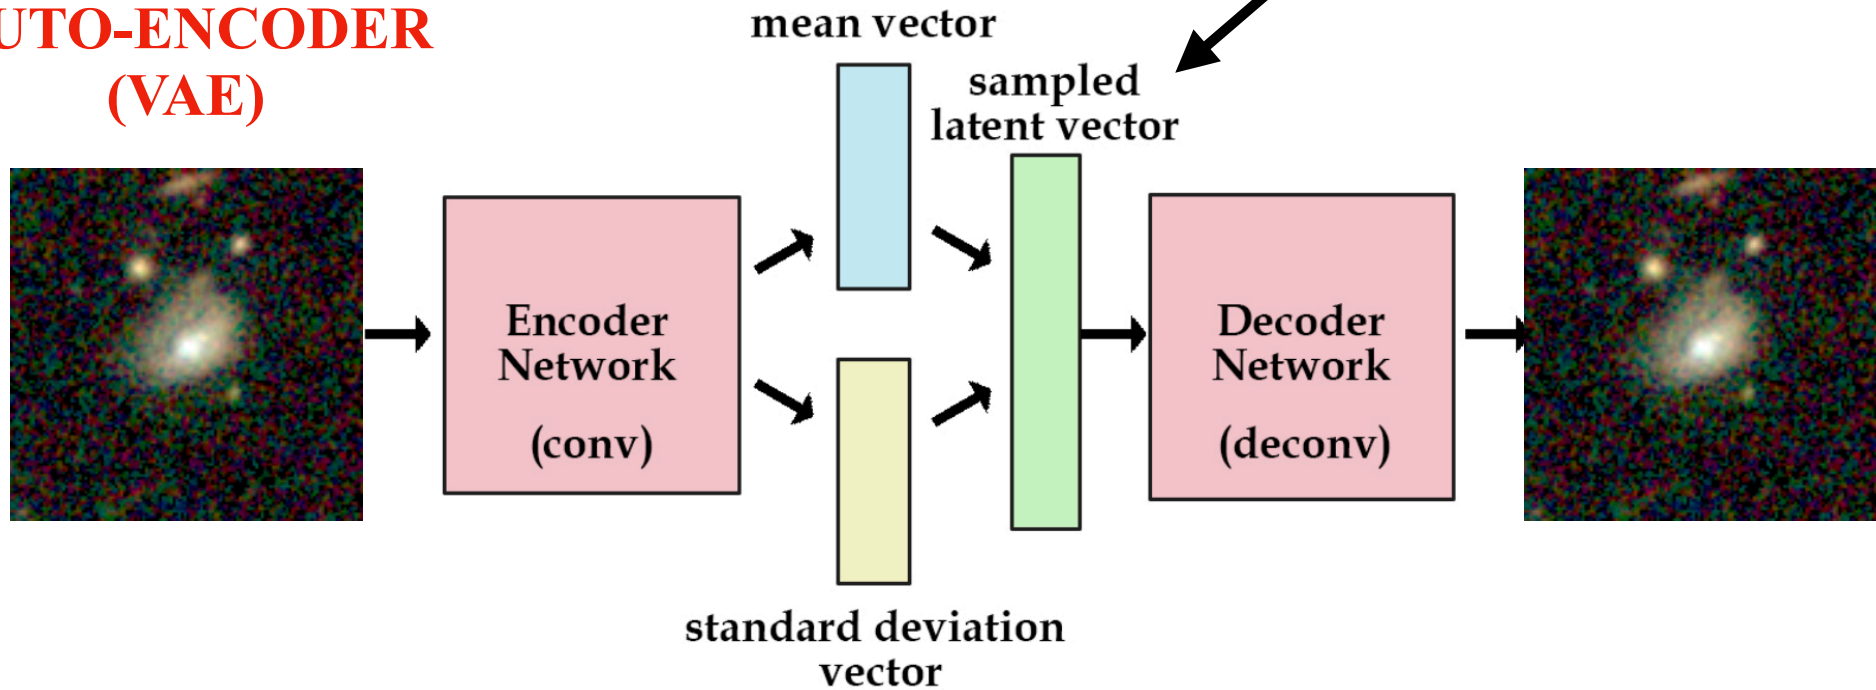 UTO-ENCODER
(VAE)
mean vector
sampled
latent vector
Encoder
Network
(conv)
Decoder
Network
(deconv)
standard deviation
vector